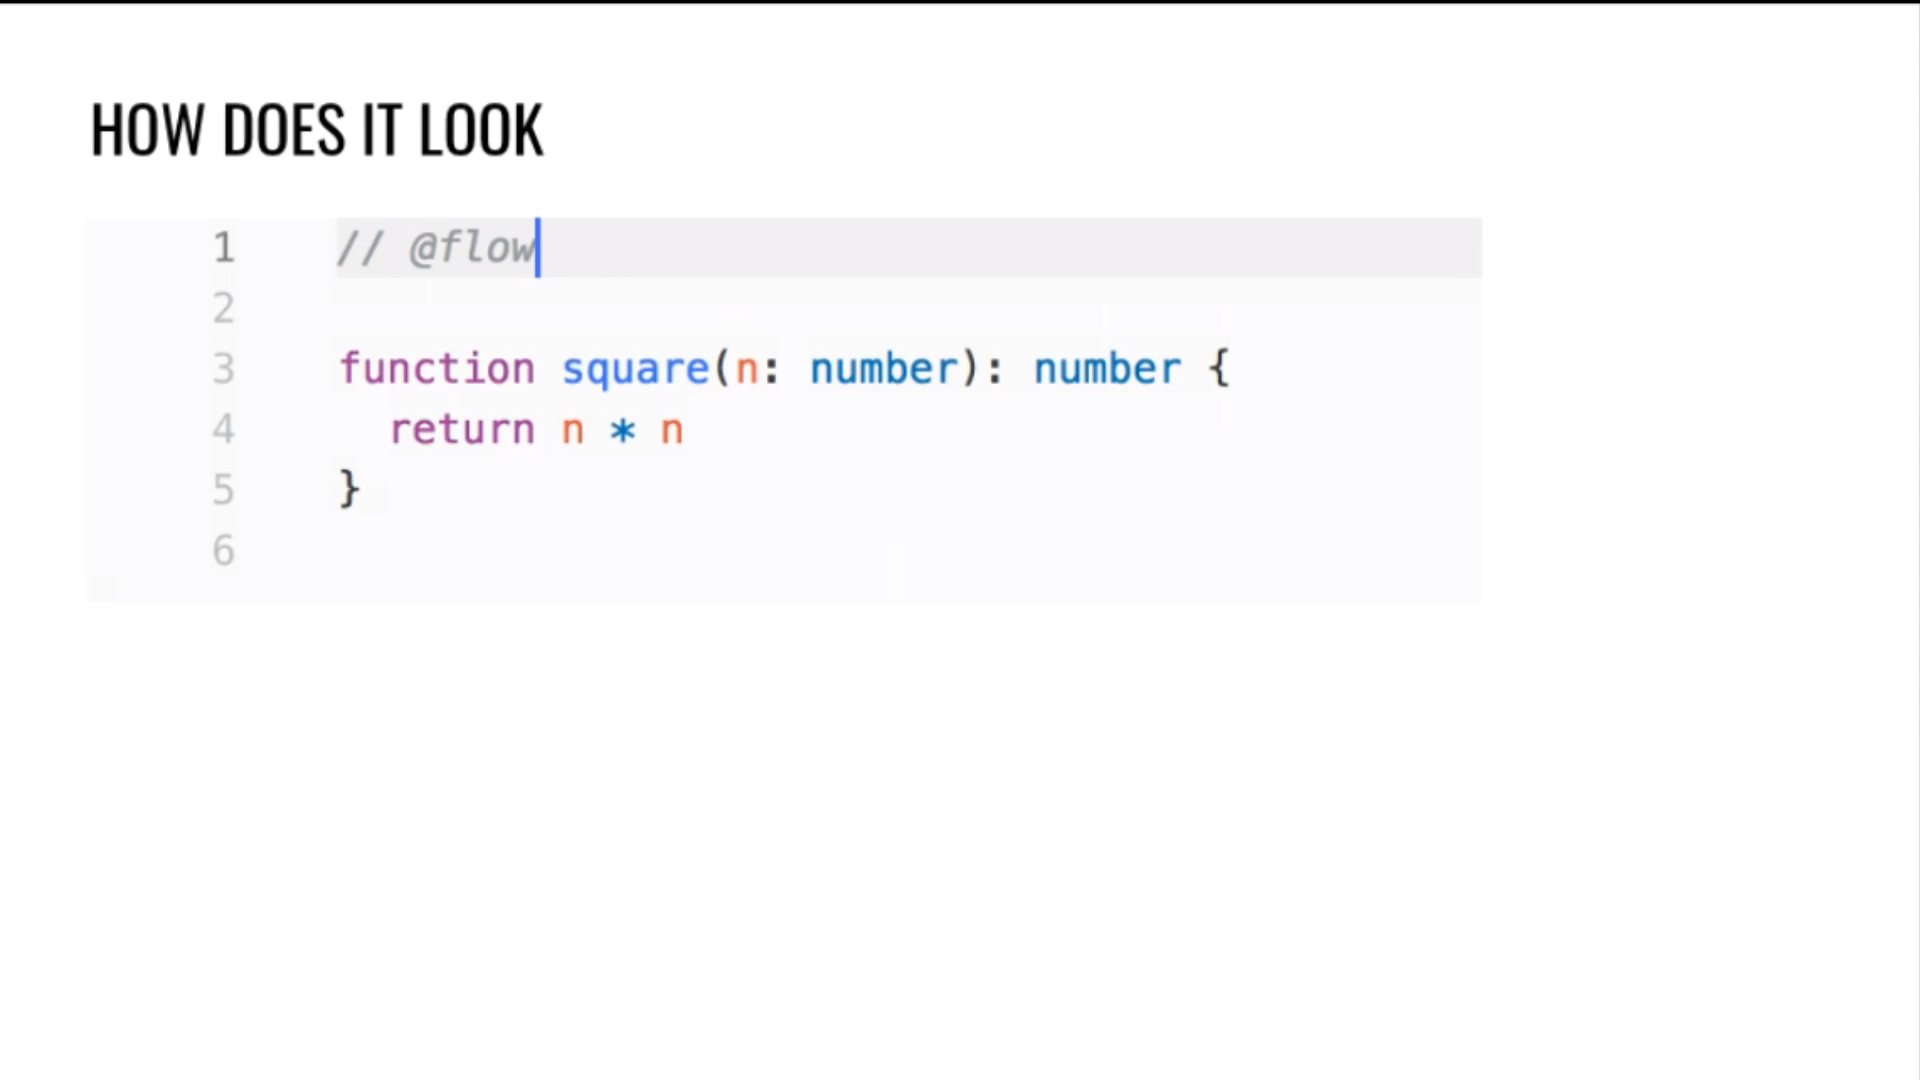 HOW DOES IT LOOK
1 // @flow
2
3 function square(n: number): number {
4 return n * n
5 }
6